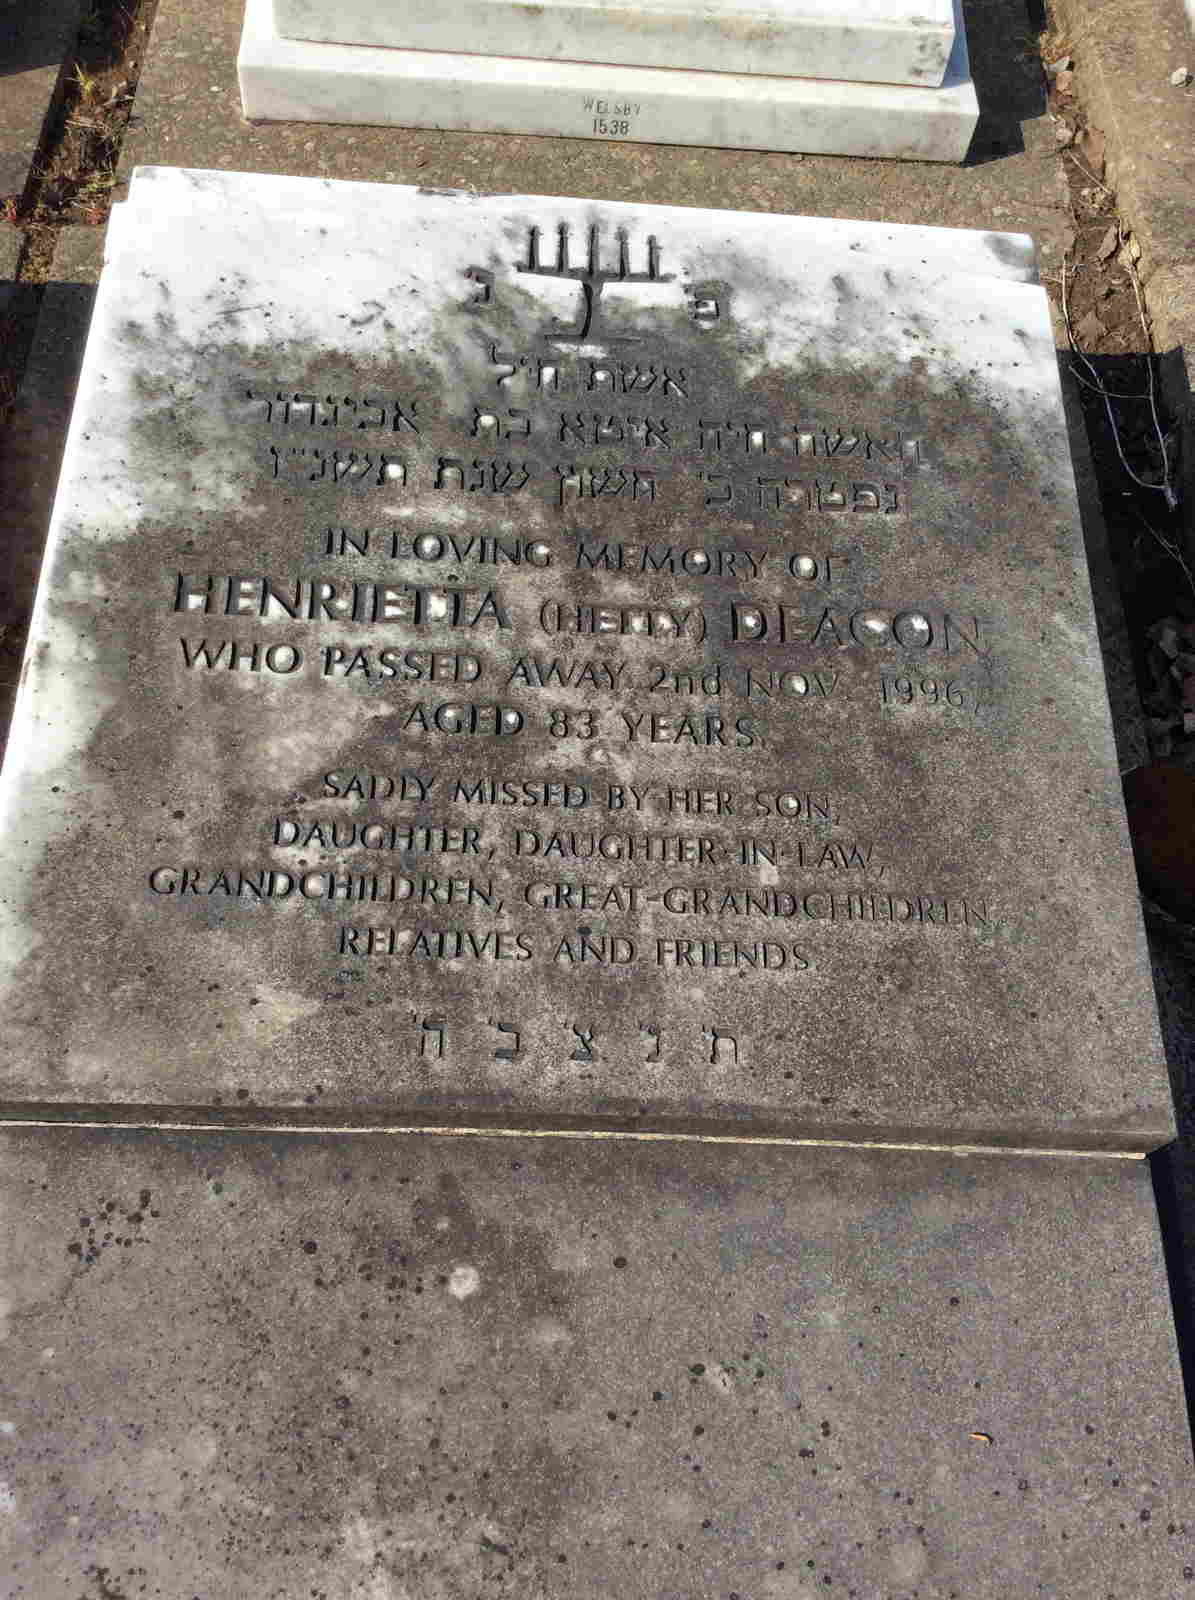 WELSBY
1538
פ נ
אשת חיל
האשה חיה איטא בת אביגדור
נפטרה כ' חשון שנת תשנ"ז
IN LOVING MEMORY OF
HENRIETTA (HETTY) DEACON
WHO PASSED AWAY 2nd NOV. 1996,
AGED 83 YEARS.
SADLY MISSED BY HER SON,
DAUGHTER, DAUGHTER-IN-LAW,
GRANDCHILDREN, GREAT-GRANDCHILDREN,
RELATIVES AND FRIENDS.
ת' נ' צ' ב' ה'